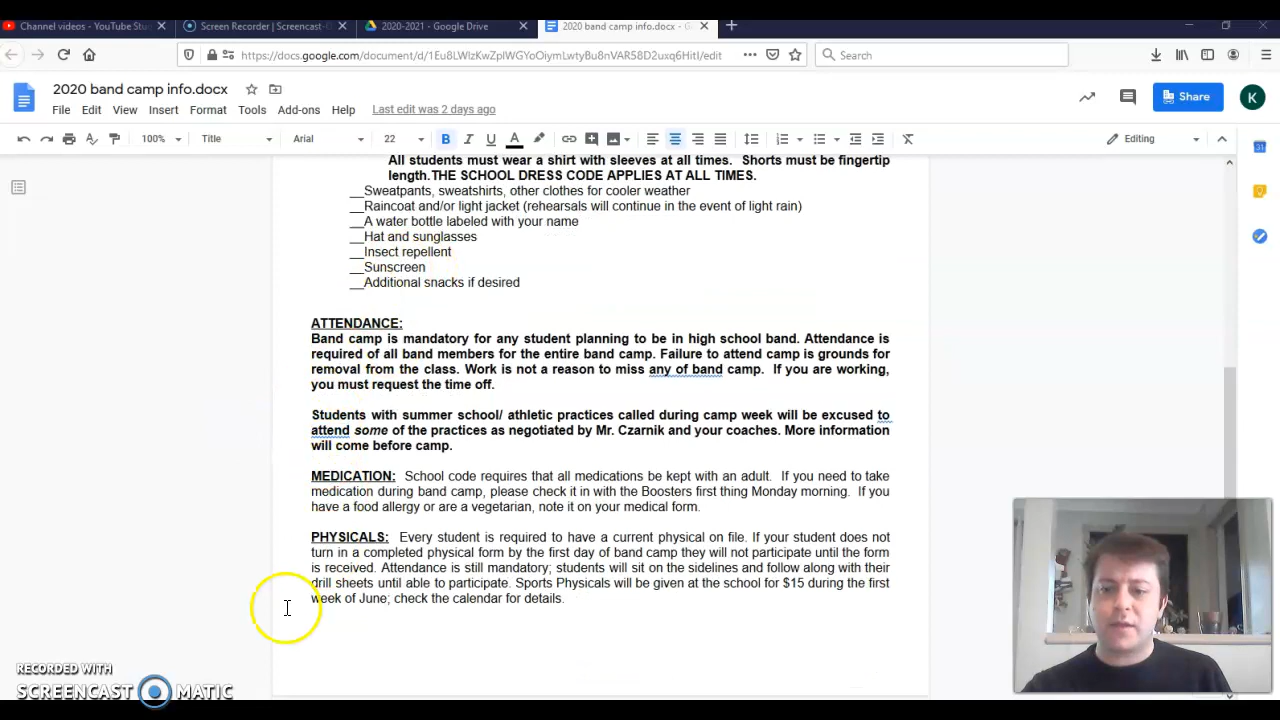 Channel videos - YouTube Stu
Screen Recorder | Screencast-O
2020-2021 - Google Drive
2020 band camp info.docx - G
https://docs.google.com/document/d/1Eu8LWlzKwZplWGYoOiymLwtyBu8nVAR58D2uxq6HitI/edit
Search
2020 band camp info.docx
File Edit View Insert Format Tools Add-ons Help Last edit was 2 days ago
Share
K
100% Title Arial 22 B I U A Editing
All students must wear a shirt with sleeves at all times. Shorts must be fingertip
length.THE SCHOOL DRESS CODE APPLIES AT ALL TIMES.
__Sweatpants, sweatshirts, other clothes for cooler weather
__Raincoat and/or light jacket (rehearsals will continue in the event of light rain)
__A water bottle labeled with your name
__Hat and sunglasses
__Insect repellent
__Sunscreen
__Additional snacks if desired
ATTENDANCE:
Band camp is mandatory for any student planning to be in high school band. Attendance is
required of all band members for the entire band camp. Failure to attend camp is grounds for
removal from the class. Work is not a reason to miss any of band camp. If you are working,
you must request the time off.
Students with summer school/ athletic practices called during camp week will be excused to
attend some of the practices as negotiated by Mr. Czarnik and your coaches. More information
will come before camp.
MEDICATION: School code requires that all medications be kept with an adult. If you need to take
medication during band camp, please check it in with the Boosters first thing Monday morning. If you
have a food allergy or are a vegetarian, note it on your medical form.
PHYSICALS: Every student is required to have a current physical on file. If your student does not
turn in a completed physical form by the first day of band camp they will not participate until the form
is received. Attendance is still mandatory; students will sit on the sidelines and follow along with their
drill sheets until able to participate. Sports Physicals will be given at the school for $15 during the first
week of June; check the calendar for details.
RECORDED WITH
SCREENCAST MATIC